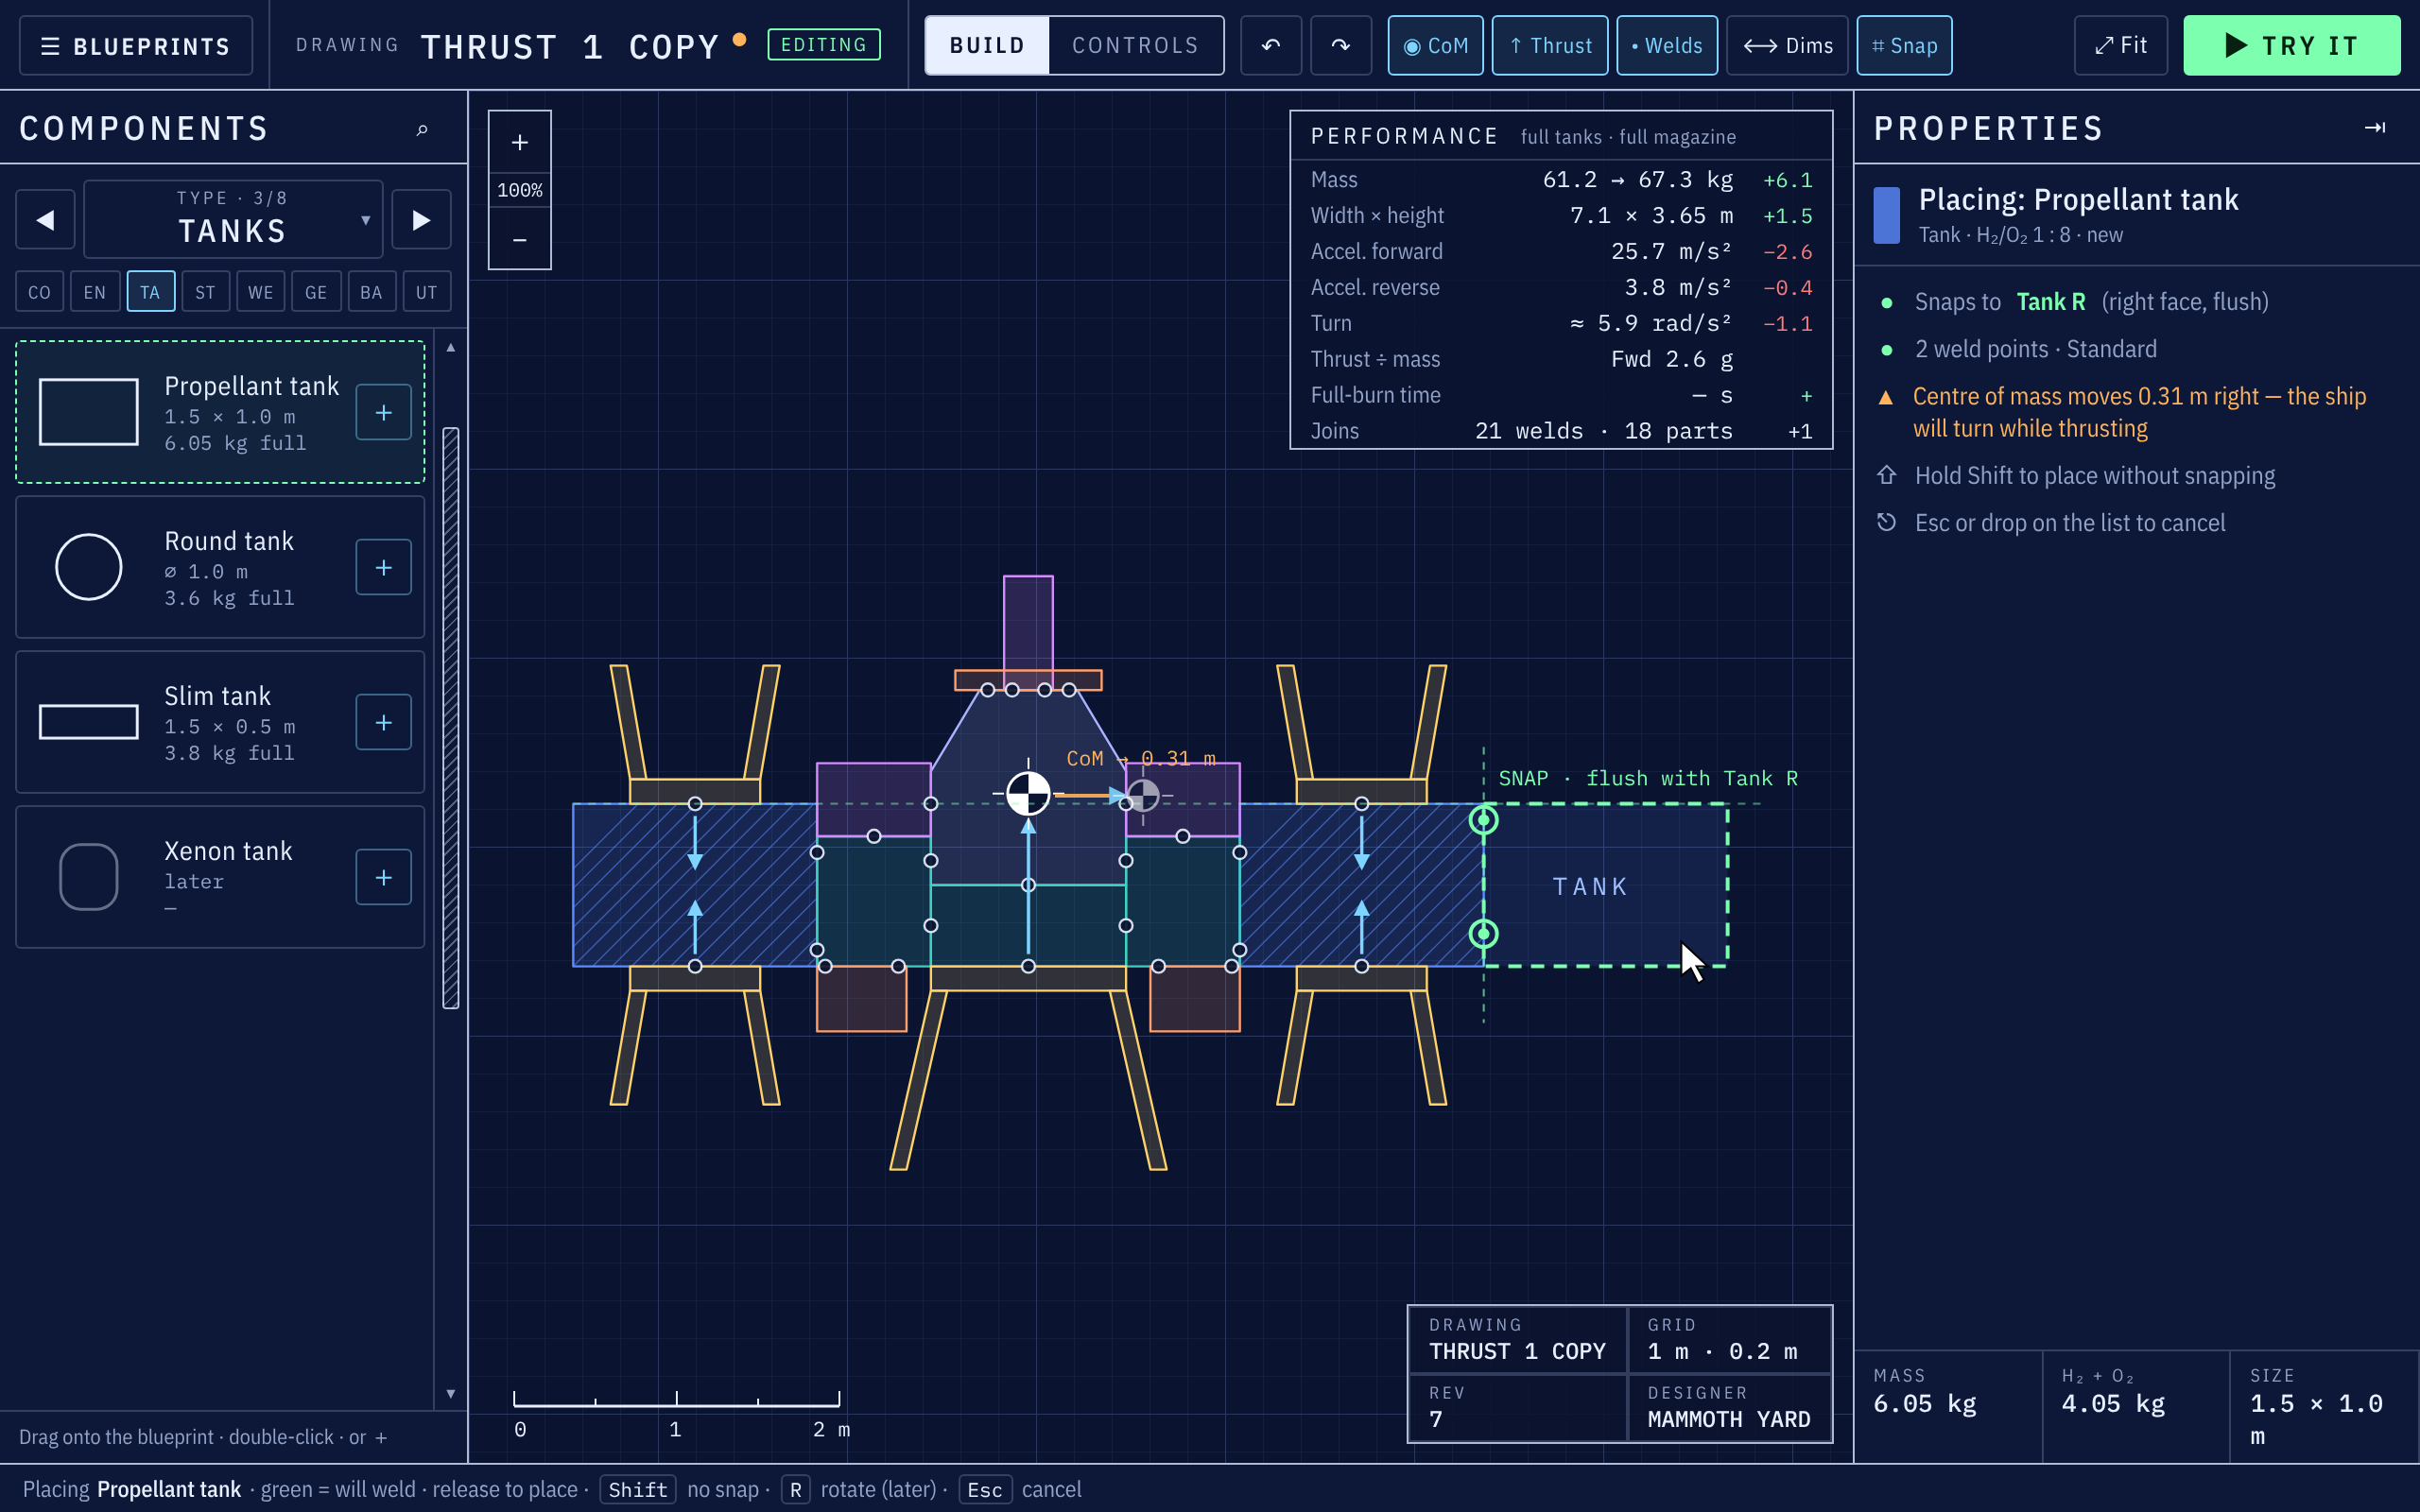 ☰ BLUEPRINTS
DRAWING THRUST 1 COPY EDITING
BUILD CONTROLS
↶ ↷
◉ CoM
↑ Thrust
• Welds
⟷ Dims
⌗ Snap
⤢ Fit
▶ TRY IT
COMPONENTS
TYPE · 3/8
TANKS
CO EN TA ST WE GE BA UT
Propellant tank
1.5 × 1.0 m
6.05 kg full
+
Round tank
⌀ 1.0 m
3.6 kg full
+
Slim tank
1.5 × 0.5 m
3.8 kg full
+
Xenon tank
later
—
+
Drag onto the blueprint · double-click · or +
+
100%
−
PERFORMANCE full tanks · full magazine
Mass 61.2 → 67.3 kg +6.1
Width × height 7.1 × 3.65 m +1.5
Accel. forward 25.7 m/s² −2.6
Accel. reverse 3.8 m/s² −0.4
Turn ≈ 5.9 rad/s² −1.1
Thrust ÷ mass Fwd 2.6 g
Full-burn time — s +
Joins 21 welds · 18 parts +1
CoM → 0.31 m
SNAP · flush with Tank R
TANK
0 1 2 m
DRAWING
THRUST 1 COPY
GRID
1 m · 0.2 m
REV
7
DESIGNER
MAMMOTH YARD
PROPERTIES
Placing: Propellant tank
Tank · H₂/O₂ 1 : 8 · new
Snaps to Tank R (right face, flush)
2 weld points · Standard
Centre of mass moves 0.31 m right — the ship
will turn while thrusting
Hold Shift to place without snapping
Esc or drop on the list to cancel
MASS
6.05 kg
H₂ + O₂
4.05 kg
SIZE
1.5 × 1.0
m
Placing Propellant tank · green = will weld · release to place · Shift no snap · R rotate (later) · Esc cancel